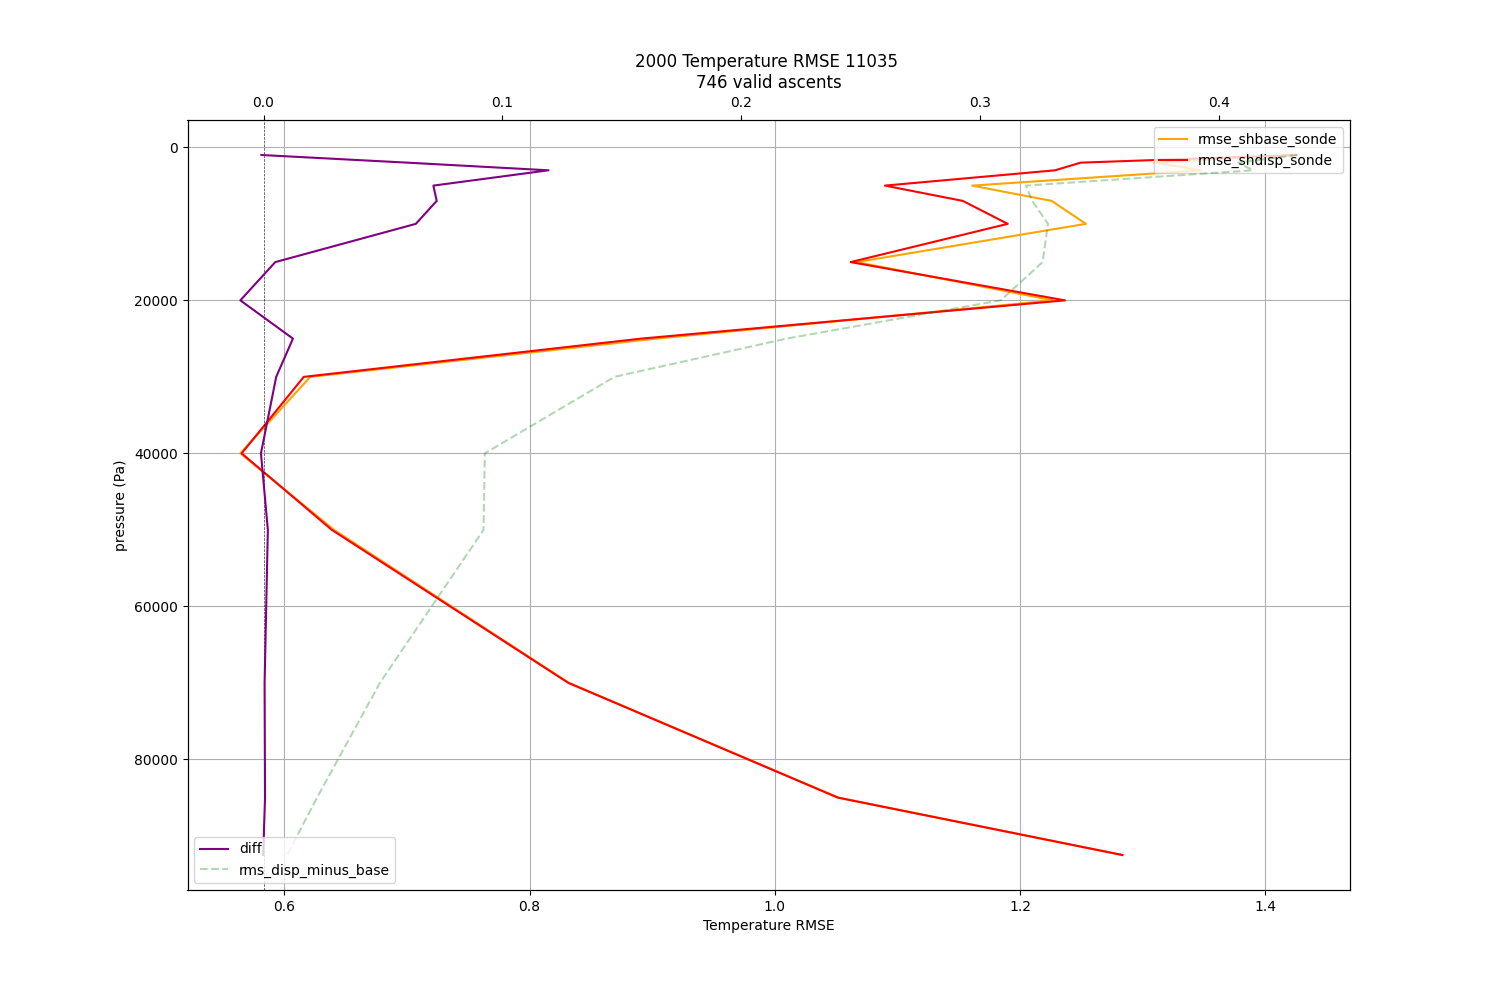 2000 Temperature RMSE 11035
746 valid ascents
0.0 0.1 0.2 0.3 0.4
rmse_shbase_sonde
rmse_shdisp_sonde
0
20000
40000
60000
80000
pressure (Pa)
diff
rms_disp_minus_base
0.6 0.8 1.0 1.2 1.4
Temperature RMSE